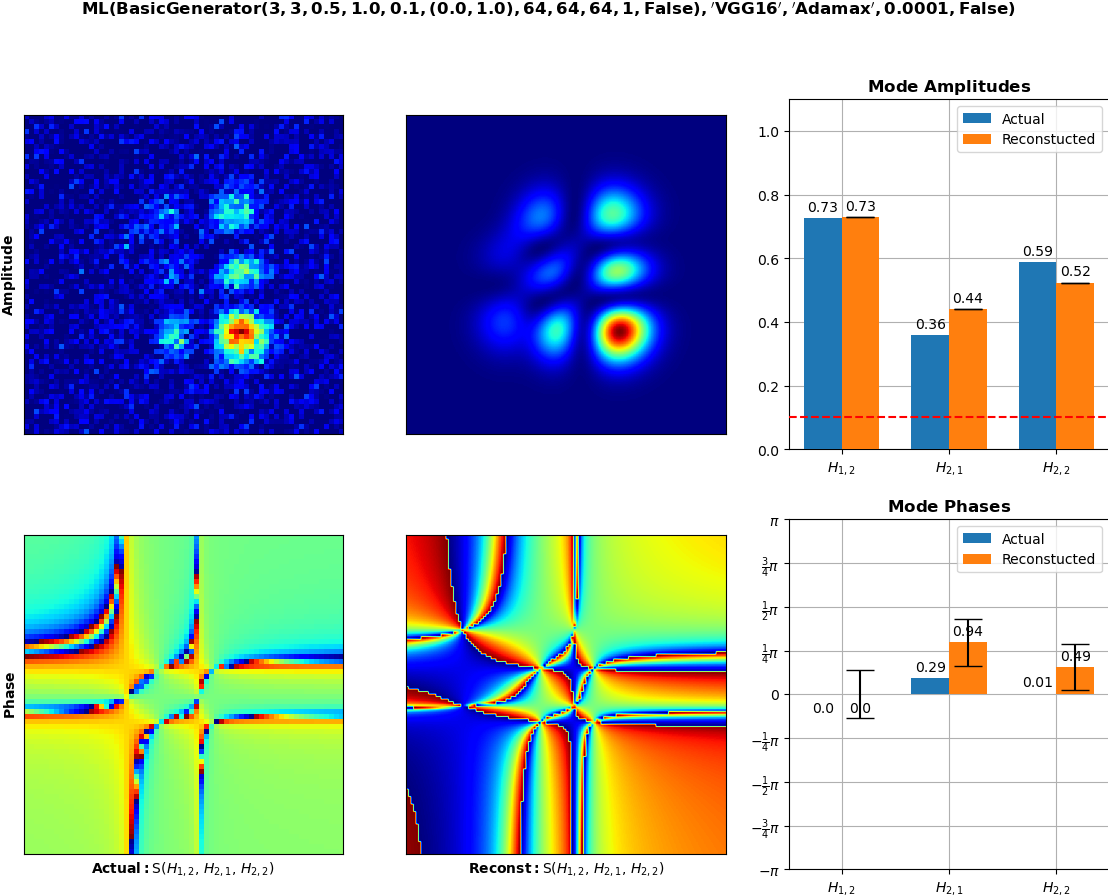 ML(BasicGenerator(3, 3, 0.5, 1.0, 0.1, (0.0, 1.0), 64, 64, 64, 1, False), ′VGG16′, ′Adamax′, 0.0001, False)
Amplitude
Mode Amplitudes
Actual
Reconstucted
1.0
0.8
0.6
0.4
0.2
0.0
0.73
0.73
0.36
0.44
0.59
0.52
H1,2
H2,1
H2,2
Phase
Actual: S(H1,2, H2,1, H2,2)
Reconst: S(H1,2, H2,1, H2,2)
Mode Phases
Actual
Reconstucted
π
3/4π
1/2π
1/4π
0
−1/4π
−1/2π
−3/4π
−π
0.0
0.0
0.29
0.94
0.01
0.49
H1,2
H2,1
H2,2